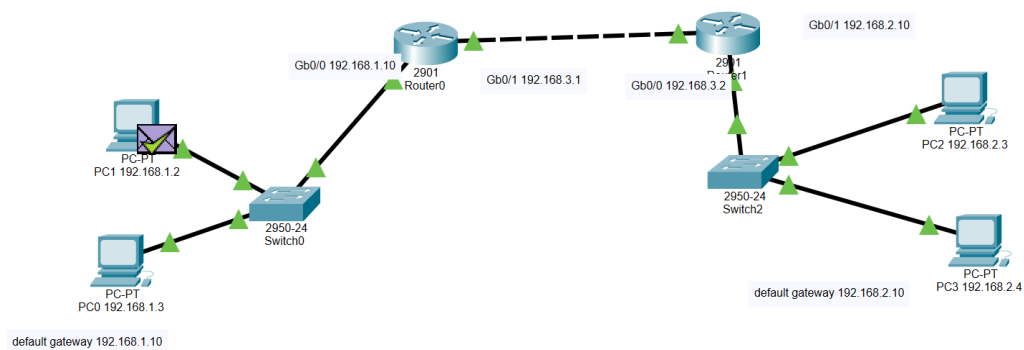 Gb0/1 192.168.2.10
Gb0/0 192.168.1.10
2901
Router0
Gb0/1 192.168.3.1
2901
Router1
Gb0/0 192.168.3.2
PC-PT
PC1 192.168.1.2
PC-PT
PC2 192.168.2.3
2950-24
Switch0
2950-24
Switch2
PC-PT
PC0 192.168.1.3
PC-PT
PC3 192.168.2.4
default gateway 192.168.2.10
default gateway 192.168.1.10